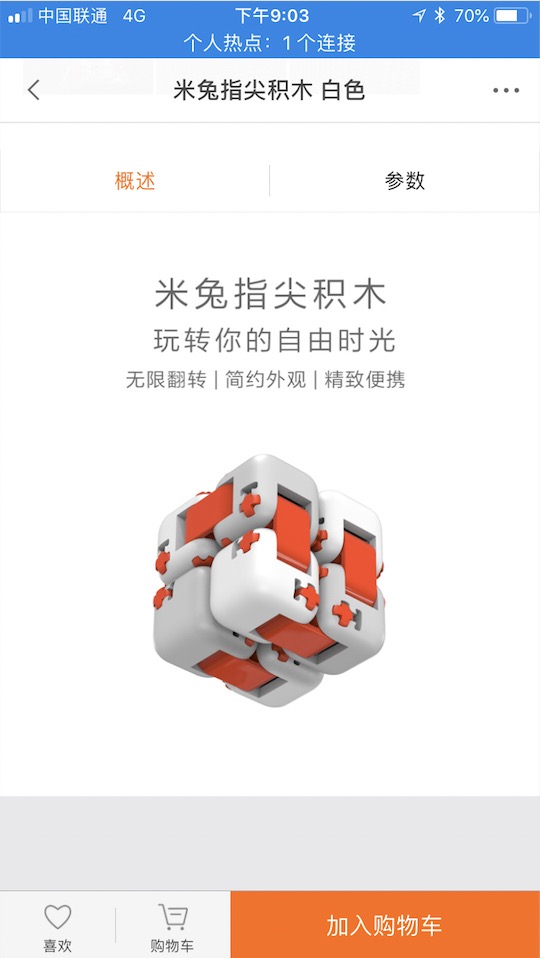 中国联通 4G 下午9:03 70%
个人热点：1 个连接
米兔指尖积木 白色
概述 参数
米兔指尖积木
玩转你的自由时光
无限翻转 | 简约外观 | 精致便携
喜欢 购物车 加入购物车